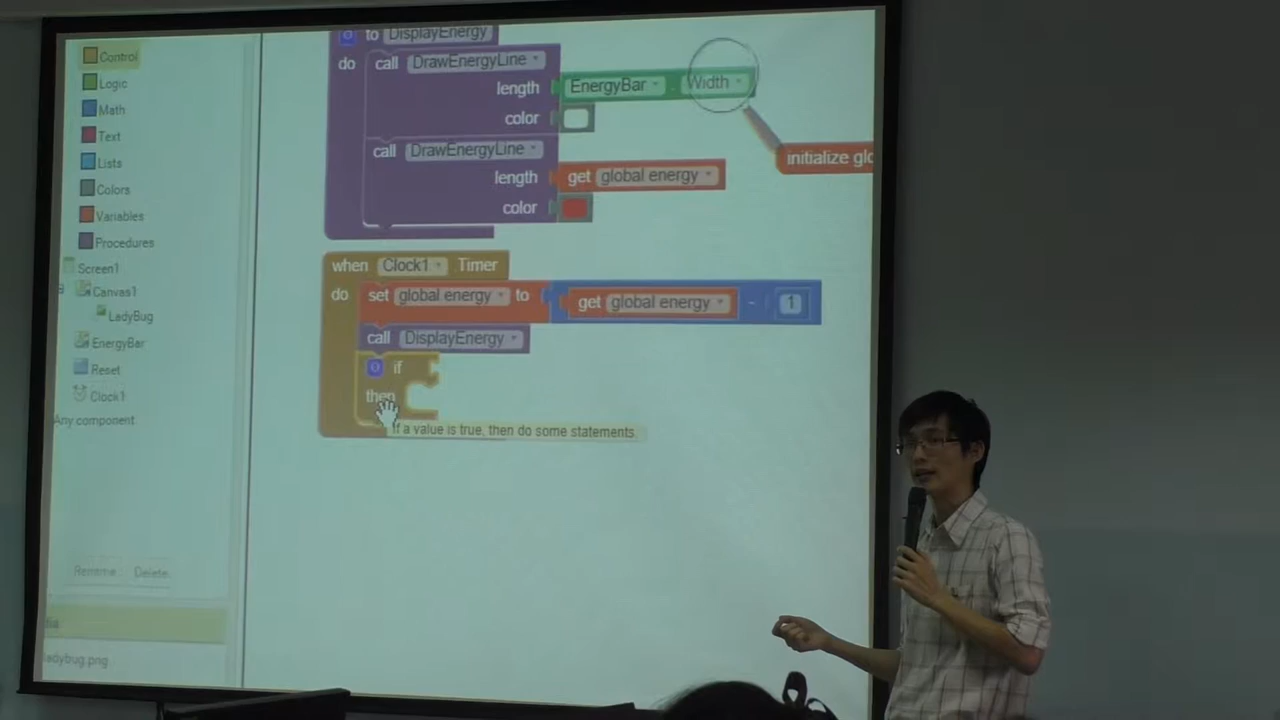 Control
Logic
Math
Text
Lists
Colors
Variables
Procedures
Screen1
Canvas1
LadyBug
EnergyBar
Reset
Clock1
Any component
Rename Delete
ladybug.png
to DisplayEnergy
do call DrawEnergyLine
length EnergyBar . Width
color
call DrawEnergyLine
length get global energy
color
initialize glo
when Clock1 .Timer
do set global energy to get global energy - 1
call DisplayEnergy
if
then
If a value is true, then do some statements.